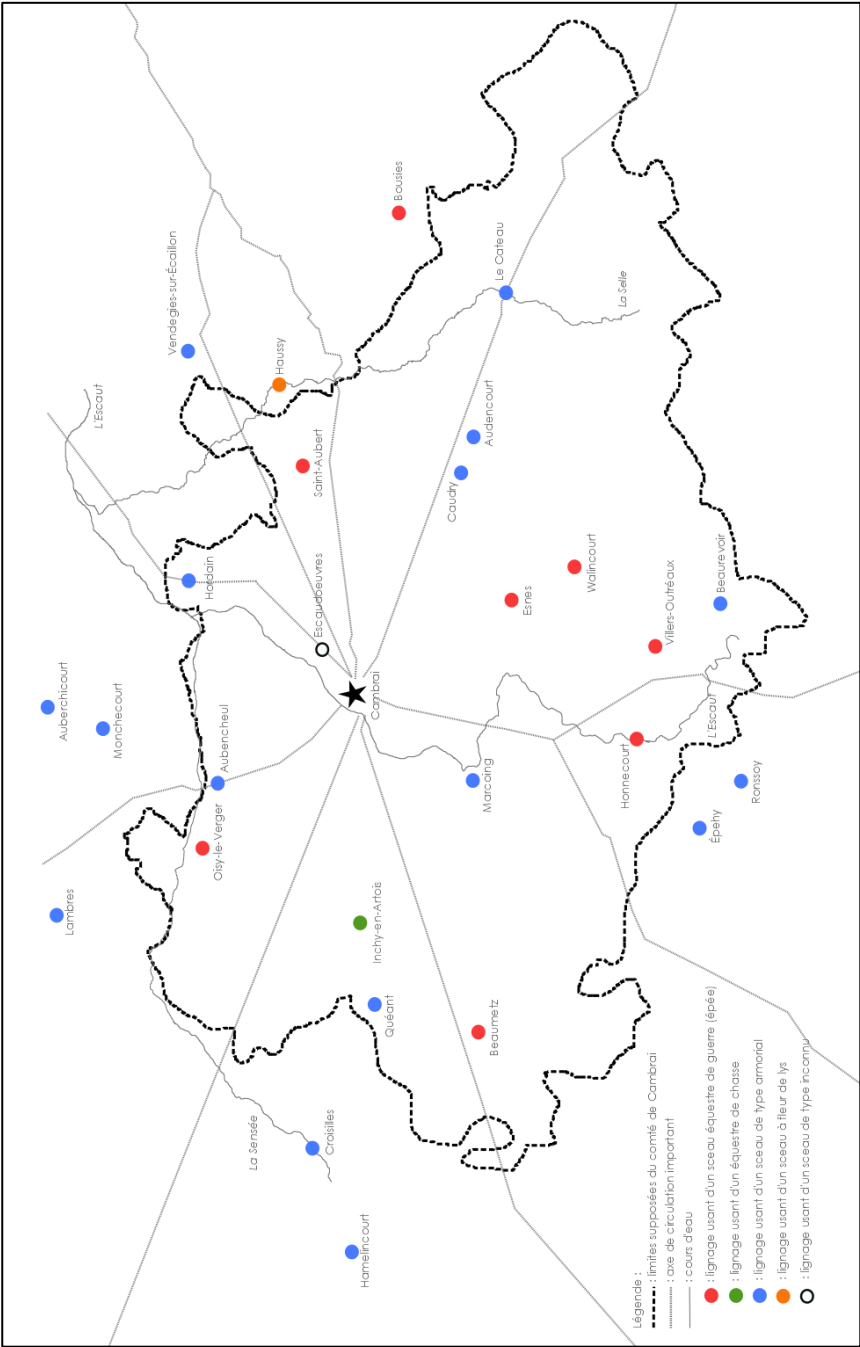 Auberchicourt
Lambres
L'Escaut
Monchecourt
Vendegies-sur-Écaillon
Hordain
Oisy-le-Verger
Aubencheul
La Sensée
Haussy
Saint-Aubert
Escaudoeuvres
Croisilles
Hamelincourt
Inchy-en-Artois
Cambrai
Quéant
Bousies
Caudry
Marcoing
Audencourt
Beaumetz
Le Cateau
Esnes
Walincourt
Honnecourt
La Selle
Villers-Outréaux
L'Escaut
Épehy
Beaurevoir
Ronssoy
Légende :
: limites supposées du comté de Cambrai
: axe de circulation important
: cours d'eau
: lignage usant d'un sceau équestre de guerre (épée)
: lignage usant d'un équestre de chasse
: lignage usant d'un sceau de type armorial
: lignage usant d'un sceau à fleur de lys
: lignage usant d'un sceau de type inconnu